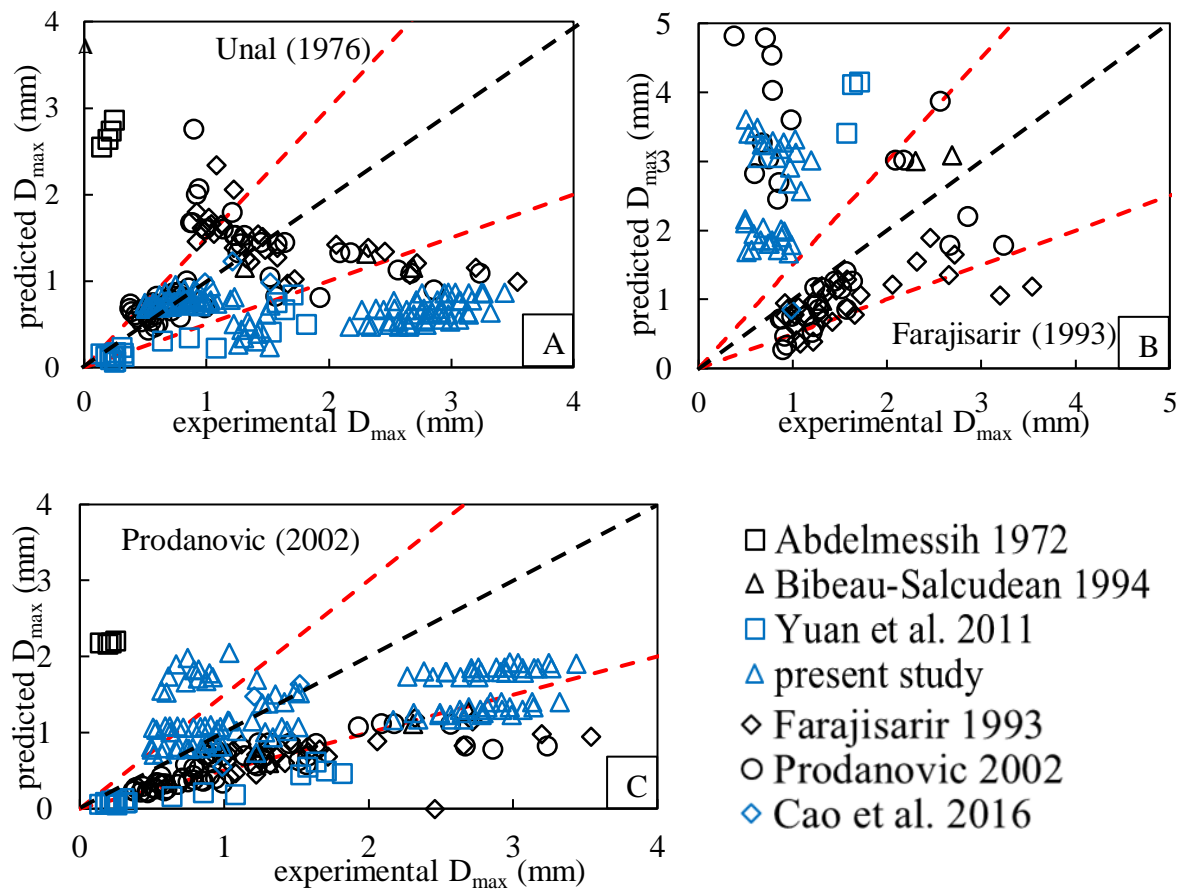 4
3
2
1
0
predicted D_max (mm)
Unal (1976)
A
0 1 2 3 4
experimental D_max (mm)
5
4
3
2
1
0
predicted D_max (mm)
Farajisarir (1993)
B
0 1 2 3 4 5
experimental D_max (mm)
4
3
2
1
0
predicted D_max (mm)
Prodanovic (2002)
C
0 1 2 3 4
experimental D_max (mm)
Abdelmessih 1972
Bibeau-Salcudean 1994
Yuan et al. 2011
present study
Farajisarir 1993
Prodanovic 2002
Cao et al. 2016